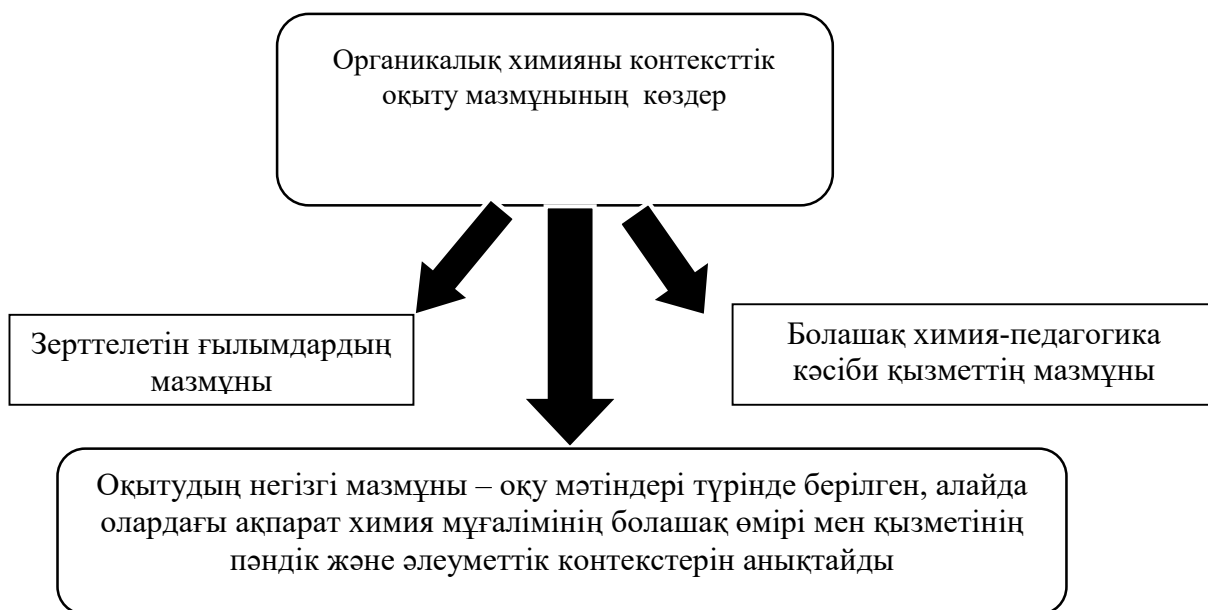 Органикалық химияны контексттік
оқыту мазмұнының көздер
Зерттелетін ғылымдардың
мазмұны
Болашақ химия-педагогика
кәсіби қызметтің мазмұны
Оқытудың негізгі мазмұны – оқу мәтіндері түрінде берілген, алайда
олардағы ақпарат химия мұғалімінің болашақ өмірі мен қызметінің
пәндік және әлеуметтік контекстерін анықтайды